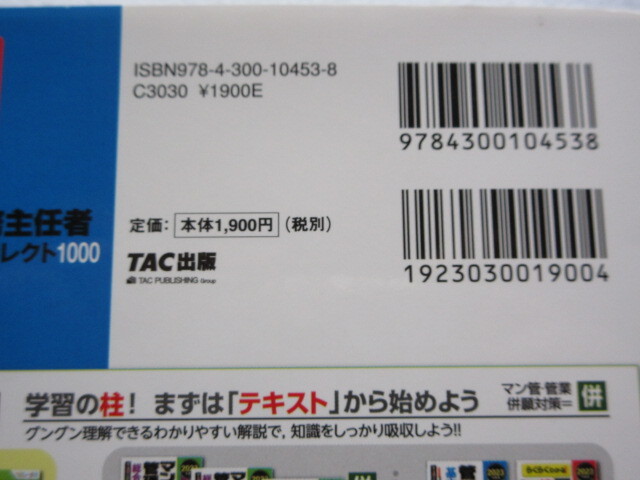 ISBN978-4-300-10453-8
C3030 ¥1900E
9784300104538
主任者
レクト1000
定価: 本体1,900円 (税別)
TAC出版
TAC PUBLISHING Group
1923030019004
学習の柱! まずは「テキスト」から始めよう
マン管・管業
併願対策=併
グングン理解できるわかりやすい解説で、知識をしっかり吸収しよう!!